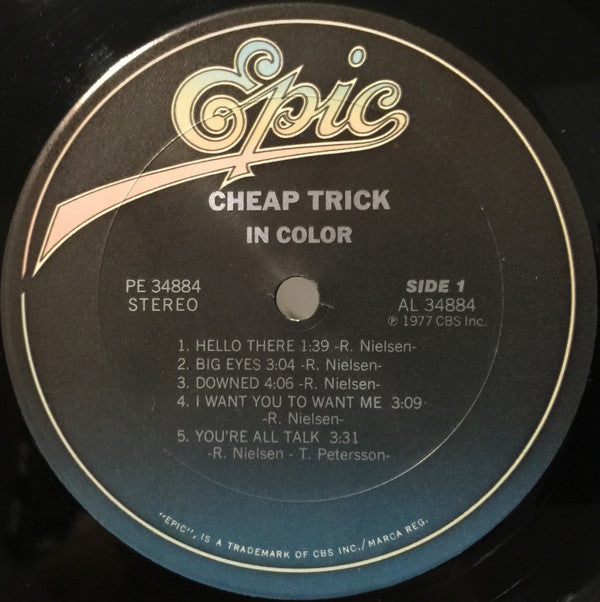 Epic
CHEAP TRICK
IN COLOR
PE 34884
STEREO
SIDE 1
AL 34884
℗ 1977 CBS Inc.
1. HELLO THERE 1:39 -R. Nielsen-
2. BIG EYES 3:04 -R. Nielsen-
3. DOWNED 4:06 -R. Nielsen-
4. I WANT YOU TO WANT ME 3:09
-R. Nielsen-
5. YOU'RE ALL TALK 3:31
-R. Nielsen - T. Petersson-
"EPIC", IS A TRADEMARK OF CBS INC./MARCA REG.